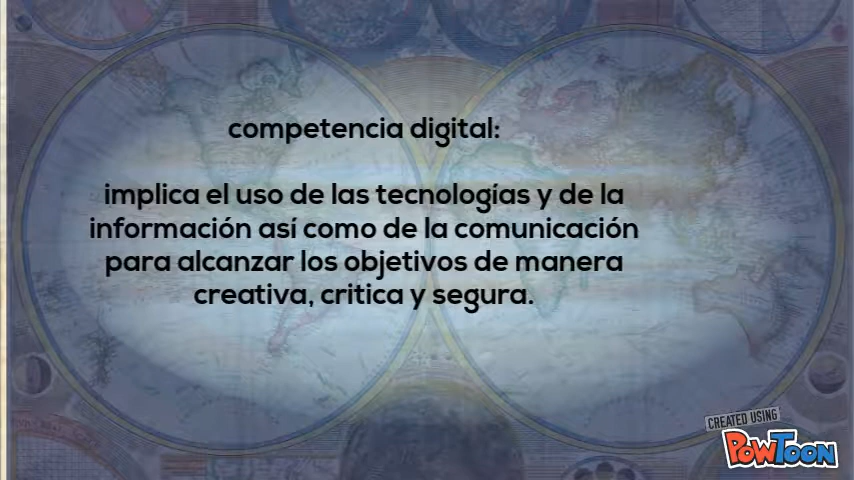 competencia digital:
implica el uso de las tecnologías y de la
información así como de la comunicación
para alcanzar los objetivos de manera
creativa, critica y segura.
CREATED USING
POWTOON